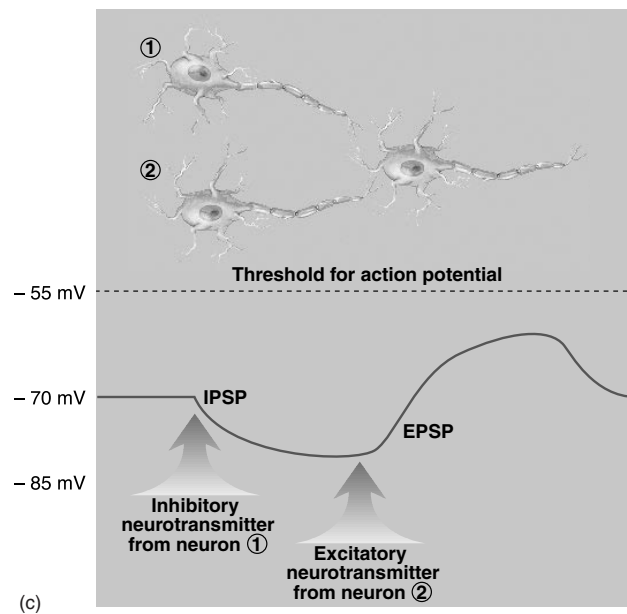 ①
②
Threshold for action potential
– 55 mV
– 70 mV
IPSP
EPSP
– 85 mV
Inhibitory
neurotransmitter
from neuron ①
Excitatory
neurotransmitter
from neuron ②
(c)